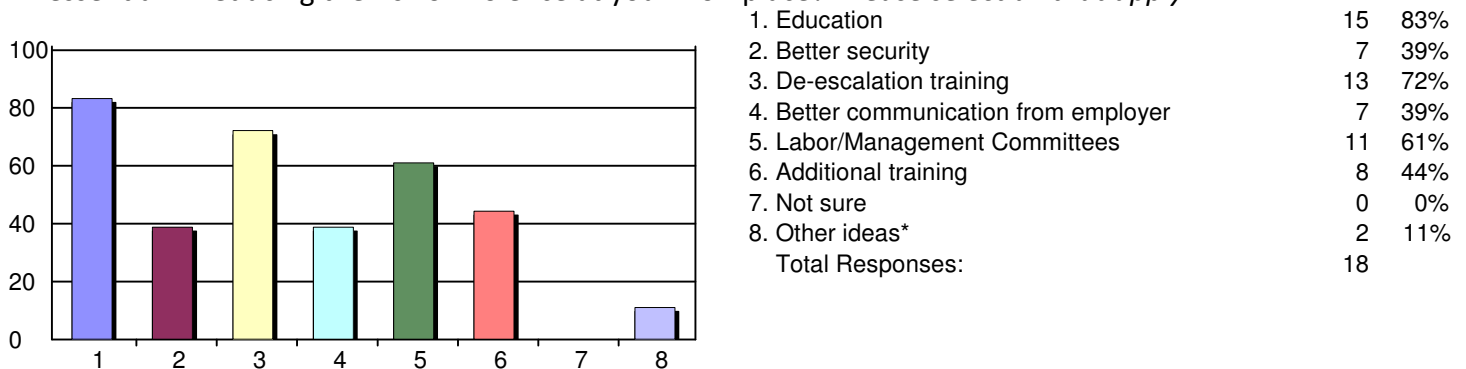 1. Education 15 83%
2. Better security 7 39%
3. De-escalation training 13 72%
4. Better communication from employer 7 39%
5. Labor/Management Committees 11 61%
6. Additional training 8 44%
7. Not sure 0 0%
8. Other ideas* 2 11%
Total Responses: 18
100
80
60
40
20
0
1 2 3 4 5 6 7 8